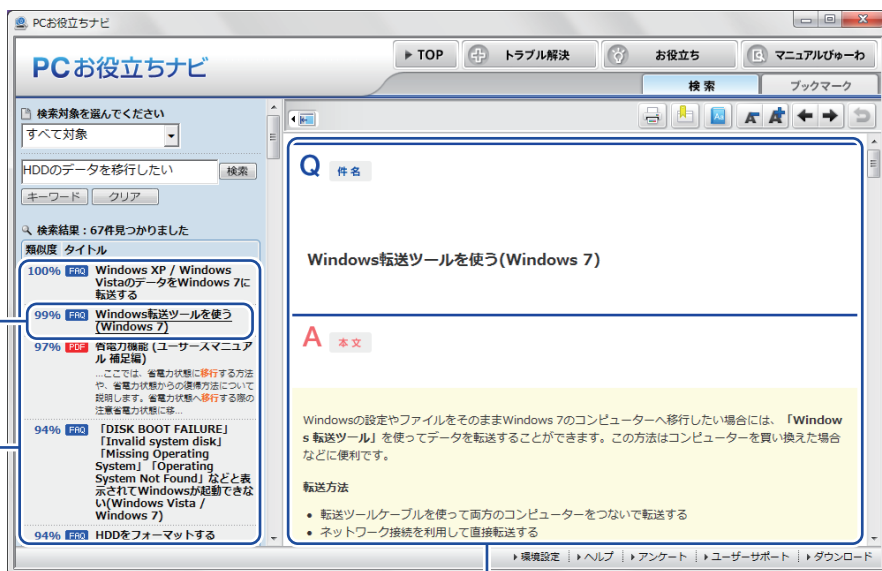 PCお役立ちナビ
PCお役立ちナビ
TOP
トラブル解決
お役立ち
マニュアルびゅーわ
検索
ブックマーク
検索対象を選んでください
すべて対象
HDDのデータを移行したい
検索
キーワード
クリア
検索結果:67件見つかりました
類似度 タイトル
100% FAQ Windows XP / Windows
VistaのデータをWindows 7に
転送する
99% FAQ Windows転送ツールを使う
(Windows 7)
97% PDF 省電力機能 (ユーザーズマニュア
ル 補足編)
...ここでは、省電力状態に移行する方法
や、省電力状態からの復帰方法について
説明します。省電力状態へ移行する際の
注意省電力状態に移...
94% FAQ 「DISK BOOT FAILURE」
「Invalid system disk」
「Missing Operating
System」「Operating
System Not Found」などと表
示されてWindowsが起動できな
い(Windows Vista /
Windows 7)
94% FAQ HDDをフォーマットする
Q 件名
Windows転送ツールを使う(Windows 7)
A 本文
Windowsの設定やファイルをそのままWindows 7のコンピューターへ移行したい場合には、「Window
s 転送ツール」を使ってデータを転送することができます。この方法はコンピューターを買い換えた場合
などに便利です。
転送方法
• 転送ツールケーブルを使って両方のコンピューターをつないで転送する
• ネットワーク接続を利用して直接転送する
環境設定
ヘルプ
アンケート
ユーザーサポート
ダウンロード